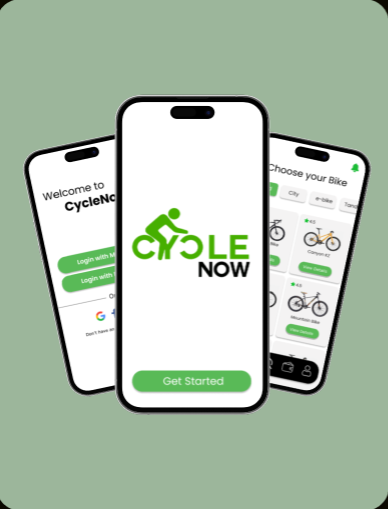 Welcome to
CycleNo
Login with M
Login with
Don't have an
CYCLE
NOW
Get Started
Choose your Bike
City
e-bike
Tand
4.5
Canyon K2
View Details
4.5
Mountain Bike
View Details